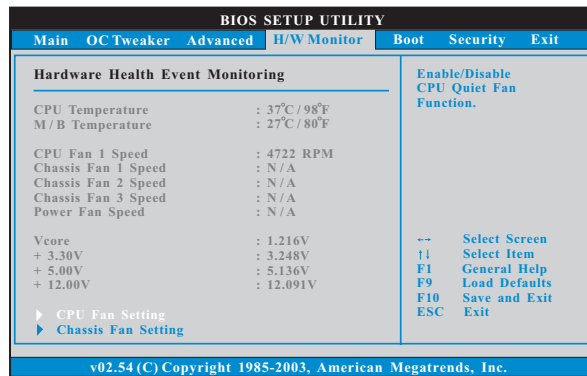 BIOS SETUP UTILITY
Main OC Tweaker Advanced H/W Monitor Boot Security Exit
Hardware Health Event Monitoring
CPU Temperature : 37°C / 98°F
M / B Temperature : 27°C / 80°F
CPU Fan 1 Speed : 4722 RPM
Chassis Fan 1 Speed : N / A
Chassis Fan 2 Speed : N / A
Chassis Fan 3 Speed : N / A
Power Fan Speed : N / A
Vcore : 1.216V
+ 3.30V : 3.248V
+ 5.00V : 5.136V
+ 12.00V : 12.091V
CPU Fan Setting
Chassis Fan Setting
Enable/Disable
CPU Quiet Fan
Function.
←→ Select Screen
↑↓ Select Item
F1 General Help
F9 Load Defaults
F10 Save and Exit
ESC Exit
v02.54 (C) Copyright 1985-2003, American Megatrends, Inc.